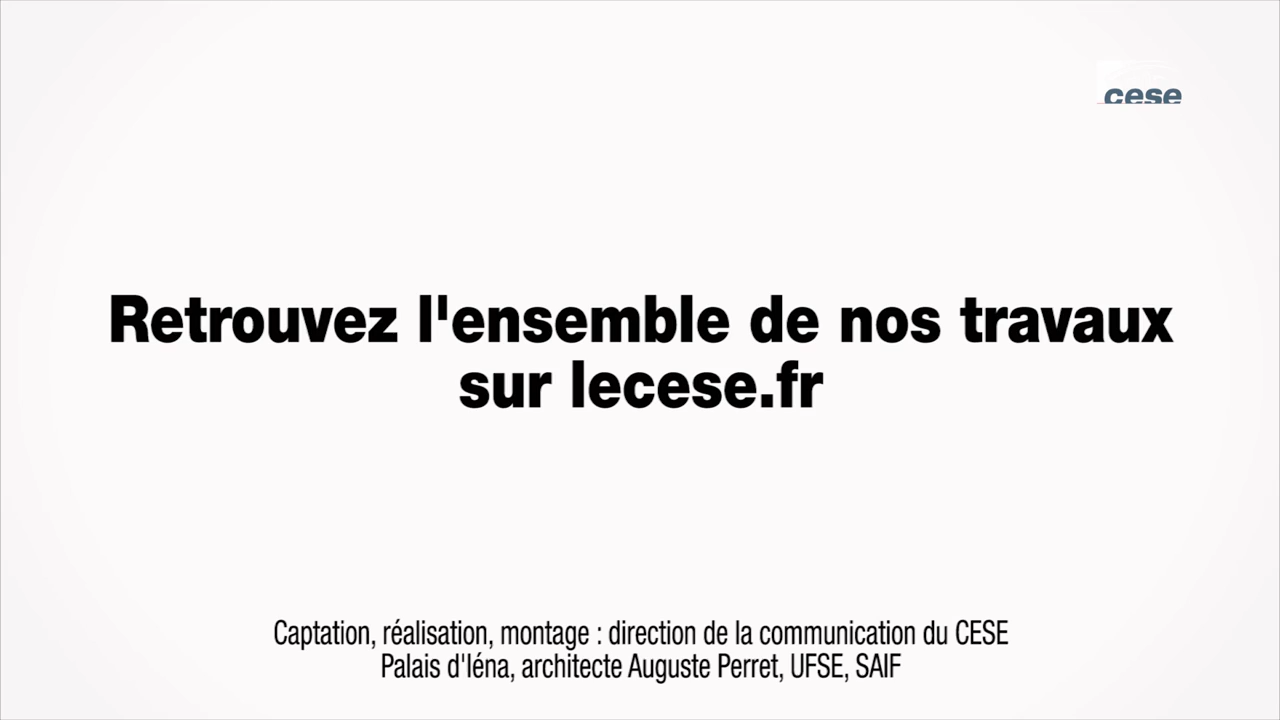 cese
Retrouvez l'ensemble de nos travaux
sur lecese.fr
Captation, réalisation, montage : direction de la communication du CESE
Palais d'Iéna, architecte Auguste Perret, UFSE, SAIF